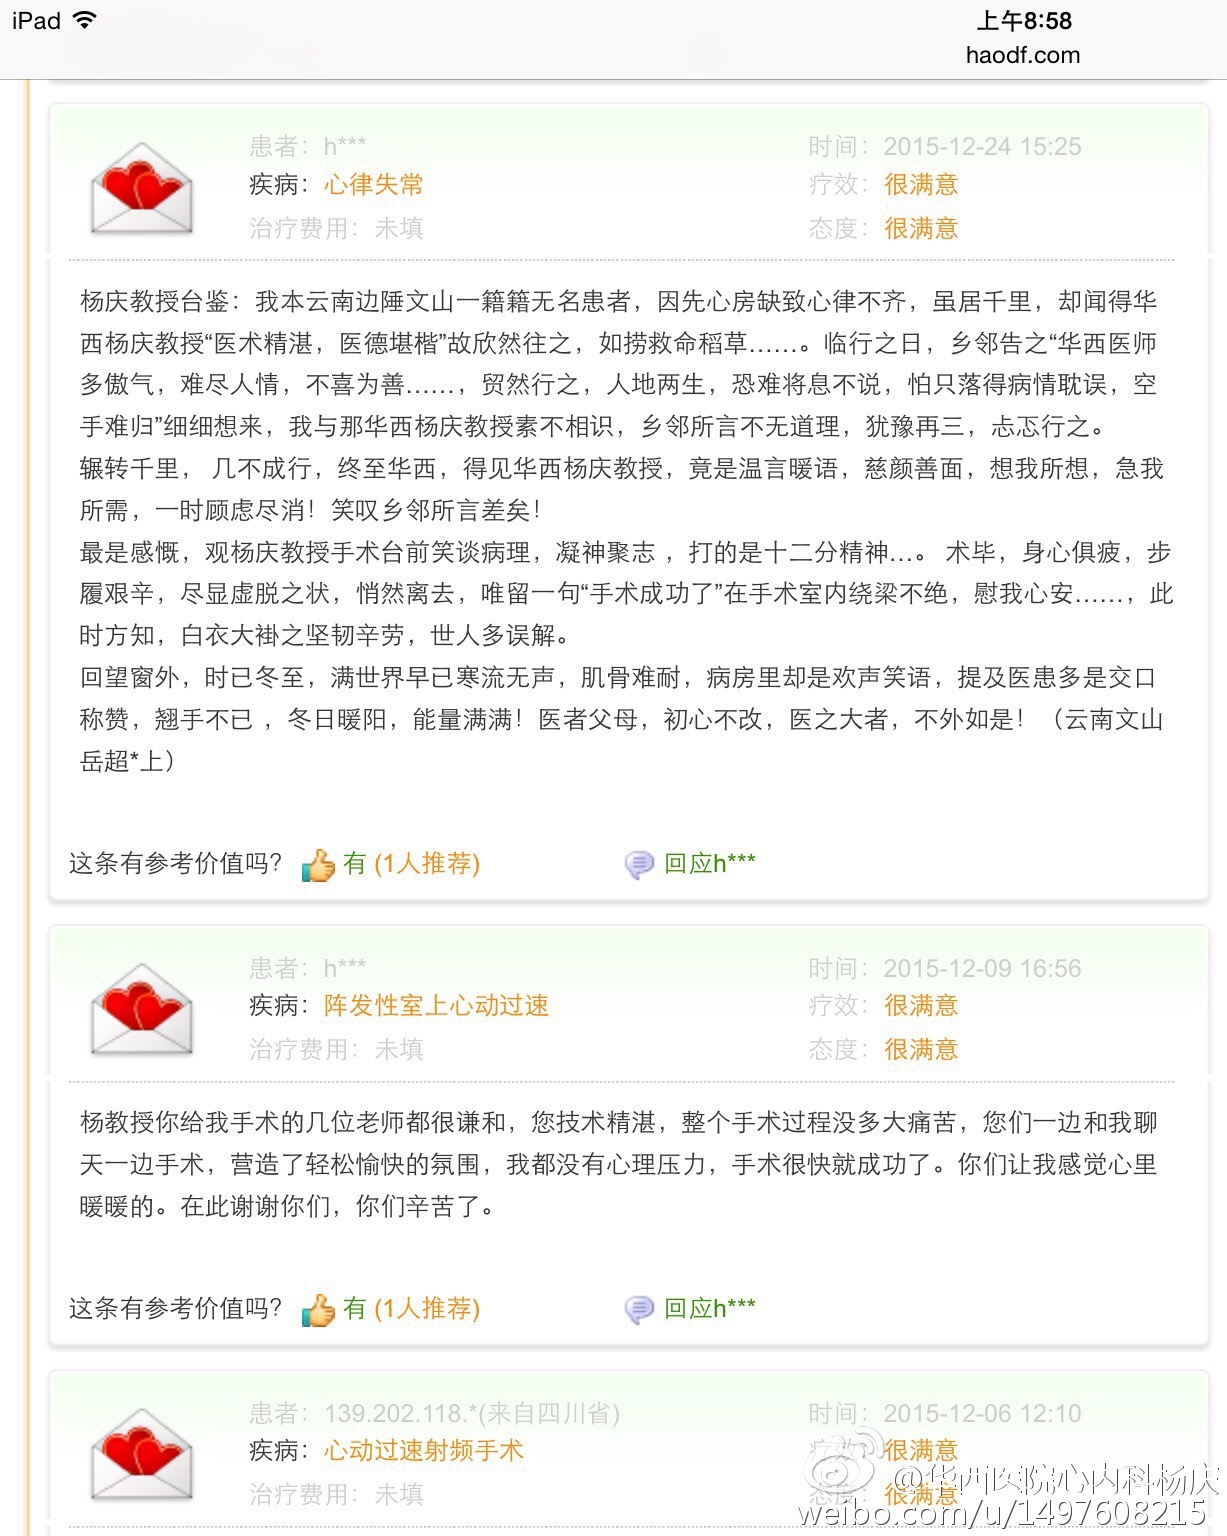 iPad 上午8:58
haodf.com
患者：h*** 时间：2015-12-24 15:25
疾病：心律失常 疗效：很满意
治疗费用：未填 态度：很满意
杨庆教授台鉴：我本云南边陲文山一籍籍无名患者，因先心房缺致心律不齐，虽居千里，却闻得华
西杨庆教授“医术精湛，医德堪楷”故欣然往之，如捞救命稻草……。临行之日，乡邻告之“华西医师
多傲气，难尽人情，不喜为善……，贸然行之，人地两生，恐难将息不说，怕只落得病情耽误，空
手难归”细细想来，我与那华西杨庆教授素不相识，乡邻所言不无道理，犹豫再三，忐忑行之。
辗转千里， 几不成行，终至华西，得见华西杨庆教授，竟是温言暖语，慈颜善面，想我所想，急我
所需，一时顾虑尽消！笑叹乡邻所言差矣！
最是感慨，观杨庆教授手术台前笑谈病理，凝神聚志 ，打的是十二分精神…。 术毕，身心俱疲，步
履艰辛，尽显虚脱之状，悄然离去，唯留一句“手术成功了”在手术室内绕梁不绝，慰我心安……，此
时方知，白衣大褂之坚韧辛劳，世人多误解。
回望窗外，时已冬至，满世界早已寒流无声，肌骨难耐，病房里却是欢声笑语，提及医患多是交口
称赞，翘手不已 ，冬日暖阳，能量满满！医者父母，初心不改，医之大者，不外如是！（云南文山
岳超*上）
这条有参考价值吗？ 有 (1人推荐) 回应h***
患者：h*** 时间：2015-12-09 16:56
疾病：阵发性室上心动过速 疗效：很满意
治疗费用：未填 态度：很满意
杨教授你给我手术的几位老师都很谦和，您技术精湛，整个手术过程没多大痛苦，您们一边和我聊
天一边手术，营造了轻松愉快的氛围，我都没有心理压力，手术很快就成功了。你们让我感觉心里
暖暖的。在此谢谢你们，你们辛苦了。
这条有参考价值吗？ 有 (1人推荐) 回应h***
患者：139.202.118.*(来自四川省) 时间：2015-12-06 12:10
疾病：心动过速射频手术 疗效：很满意
治疗费用：未填 态度：很满意
@华西医院心内科杨庆
weibo.com/u/1497608215